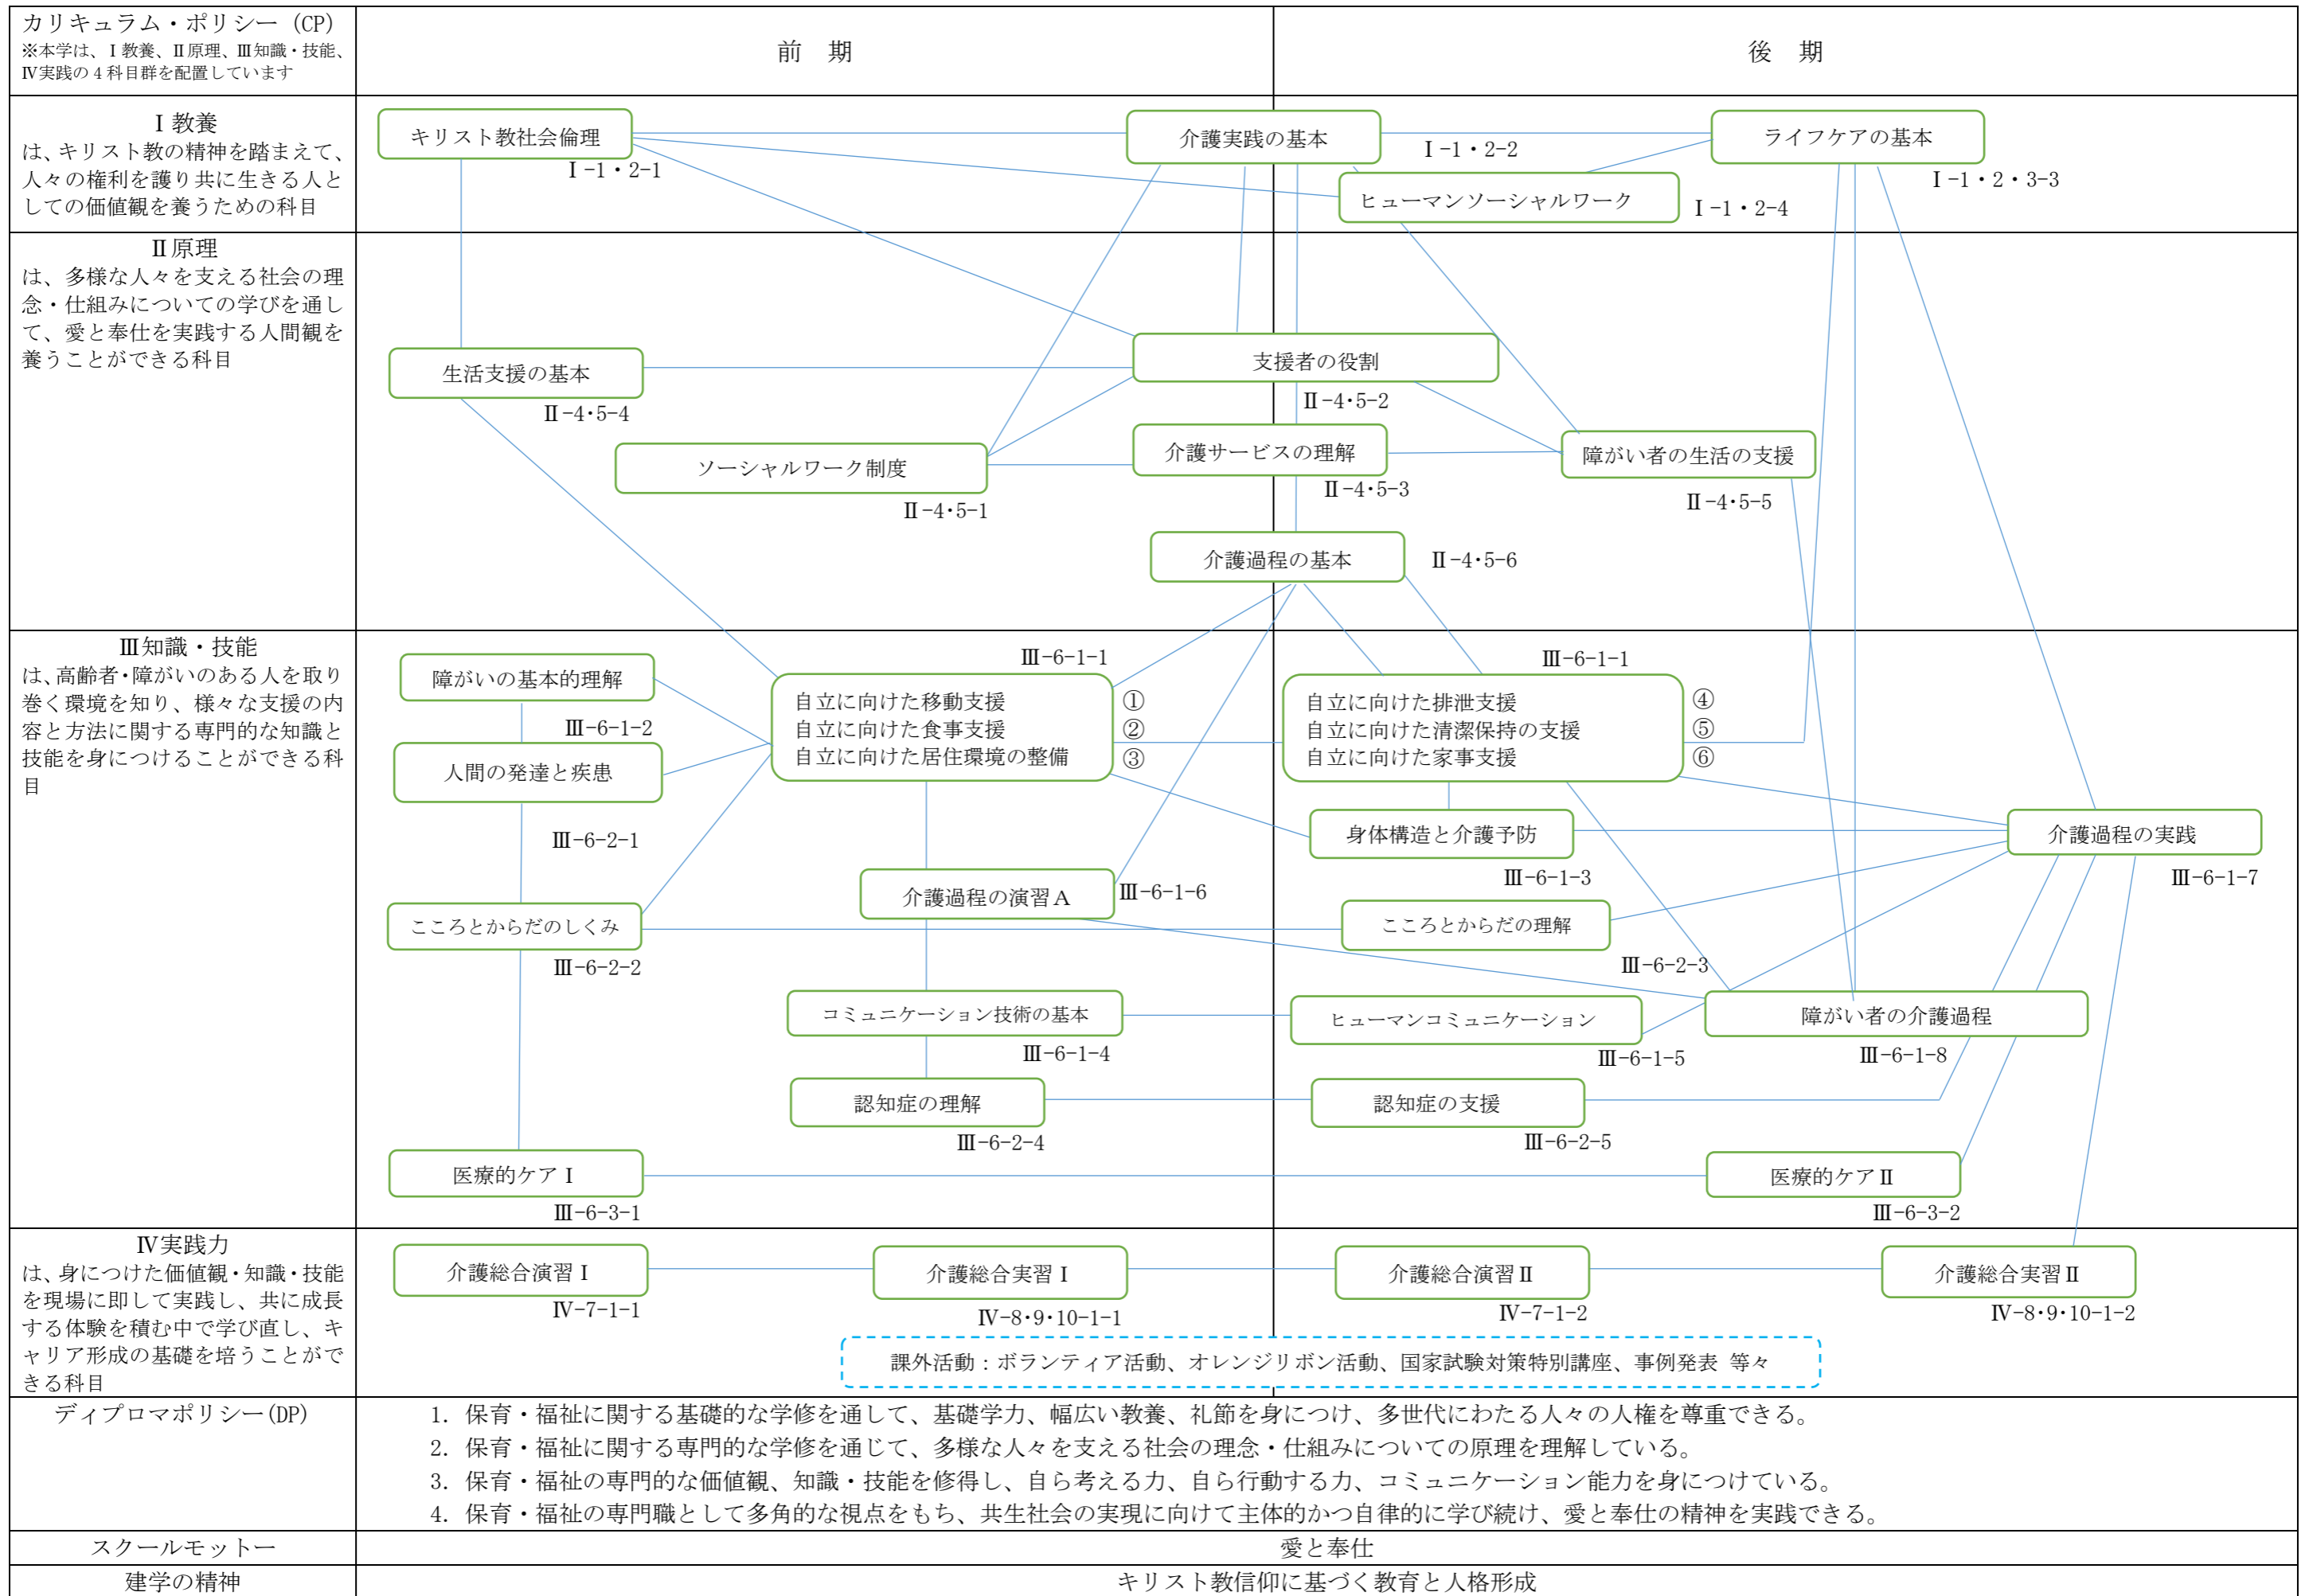 カリキュラム・ポリシー (CP)
※本学は、Ⅰ教養、Ⅱ原理、Ⅲ知識・技能、
Ⅳ実践の4科目群を配置しています
前 期
後 期
Ⅰ教養
は、キリスト教の精神を踏まえて、
人々の権利を護り共に生きる人と
しての価値観を養うための科目
キリスト教社会倫理
Ⅰ-1・2-1
介護実践の基本
Ⅰ-1・2-2
ライフケアの基本
Ⅰ-1・2・3-3
ヒューマンソーシャルワーク
Ⅰ-1・2-4
Ⅱ原理
は、多様な人々を支える社会の理
念・仕組みについての学びを通し
て、愛と奉仕を実践する人間観を
養うことができる科目
生活支援の基本
Ⅱ-4・5-4
支援者の役割
Ⅱ-4・5-2
ソーシャルワーク制度
Ⅱ-4・5-1
介護サービスの理解
Ⅱ-4・5-3
障がい者の生活の支援
Ⅱ-4・5-5
介護過程の基本
Ⅱ-4・5-6
Ⅲ知識・技能
は、高齢者・障がいのある人を取り
巻く環境を知り、様々な支援の内
容と方法に関する専門的な知識と
技能を身につけることができる科
目
障がいの基本的理解
Ⅲ-6-1-2
人間の発達と疾患
Ⅲ-6-2-1
Ⅲ-6-1-1
自立に向けた移動支援 ①
自立に向けた食事支援 ②
自立に向けた居住環境の整備 ③
Ⅲ-6-1-1
自立に向けた排泄支援 ④
自立に向けた清潔保持の支援 ⑤
自立に向けた家事支援 ⑥
身体構造と介護予防
Ⅲ-6-1-3
介護過程の実践
Ⅲ-6-1-7
介護過程の演習A
Ⅲ-6-1-6
こころとからだのしくみ
Ⅲ-6-2-2
こころとからだの理解
Ⅲ-6-2-3
コミュニケーション技術の基本
Ⅲ-6-1-4
ヒューマンコミュニケーション
Ⅲ-6-1-5
障がい者の介護過程
Ⅲ-6-1-8
認知症の理解
Ⅲ-6-2-4
認知症の支援
Ⅲ-6-2-5
医療的ケアⅠ
Ⅲ-6-3-1
医療的ケアⅡ
Ⅲ-6-3-2
Ⅳ実践力
は、身につけた価値観・知識・技能
を現場に即して実践し、共に成長
する体験を積む中で学び直し、キ
ャリア形成の基礎を培うことがで
きる科目
介護総合演習Ⅰ
Ⅳ-7-1-1
介護総合実習Ⅰ
Ⅳ-8・9・10-1-1
介護総合演習Ⅱ
Ⅳ-7-1-2
介護総合実習Ⅱ
Ⅳ-8・9・10-1-2
課外活動：ボランティア活動、オレンジリボン活動、国家試験対策特別講座、事例発表 等々
ディプロマポリシー(DP)
1. 保育・福祉に関する基礎的な学修を通して、基礎学力、幅広い教養、礼節を身につけ、多世代にわたる人々の人権を尊重できる。
2. 保育・福祉に関する専門的な学修を通じて、多様な人々を支える社会の理念・仕組みについての原理を理解している。
3. 保育・福祉の専門的な価値観、知識・技能を修得し、自ら考える力、自ら行動する力、コミュニケーション能力を身につけている。
4. 保育・福祉の専門職として多角的な視点をもち、共生社会の実現に向けて主体的かつ自律的に学び続け、愛と奉仕の精神を実践できる。
スクールモットー
愛と奉仕
建学の精神
キリスト教信仰に基づく教育と人格形成